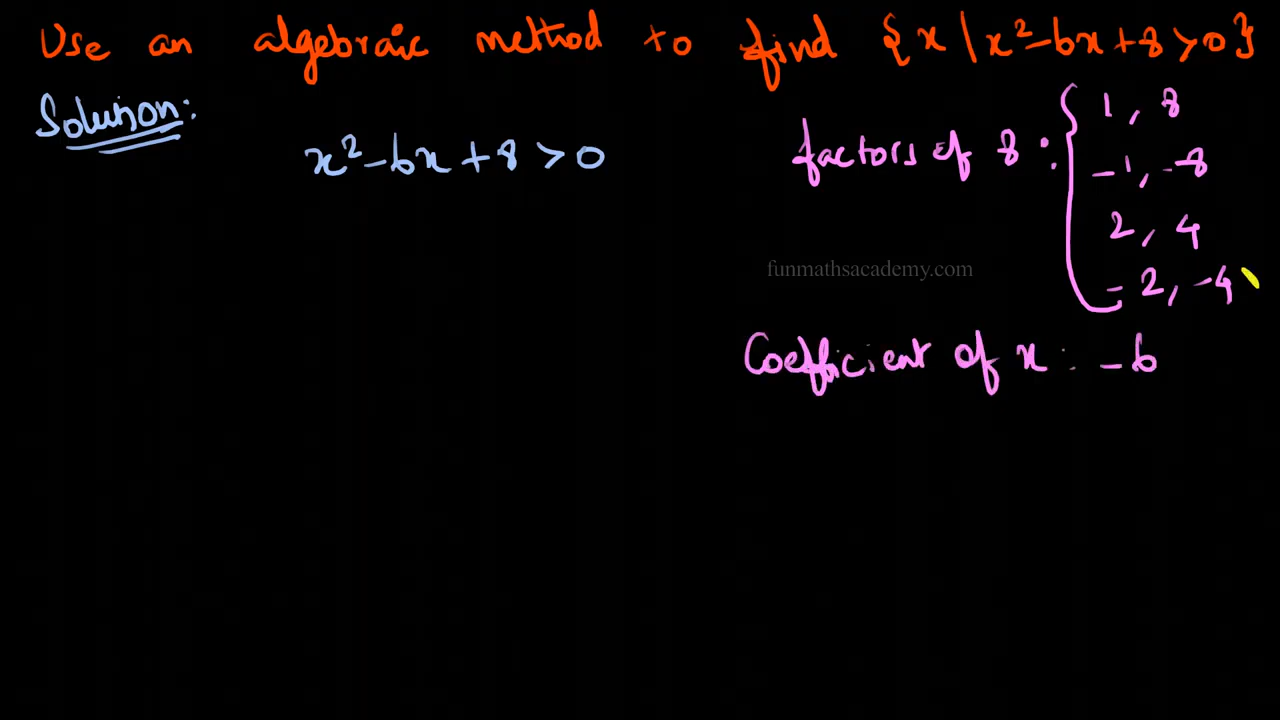 Use an algebraic method to find {x | x²-6x+8>0}
Solution:
x²-6x+8>0
factors of 8 : { 1, 8
-1, -8
2, 4
-2, -4
funmathsacademy.com
Coefficient of x : -6